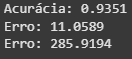 Acurácia: 0.9351
Erro: 11.0589
Erro: 285.9194